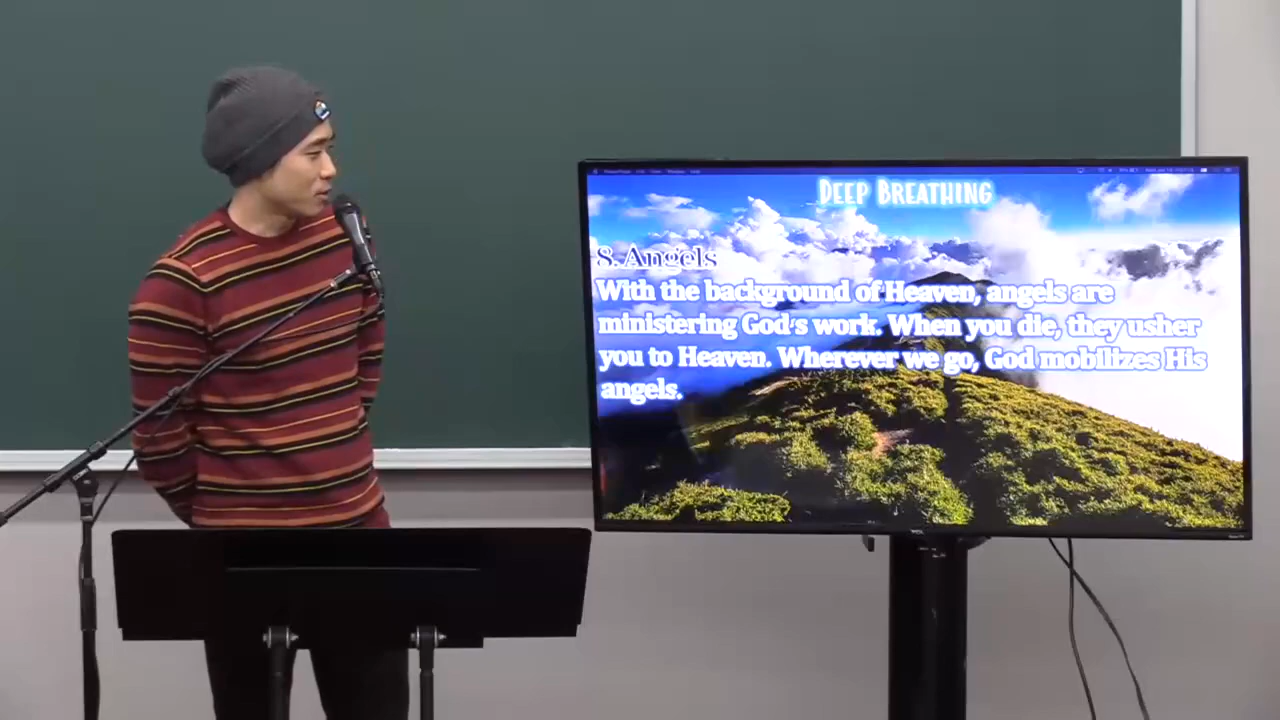 DEEP BREATHING
8. Angels
With the background of Heaven, angels are
ministering God's work. When you die, they usher
you to Heaven. Wherever we go, God mobilizes His
angels.